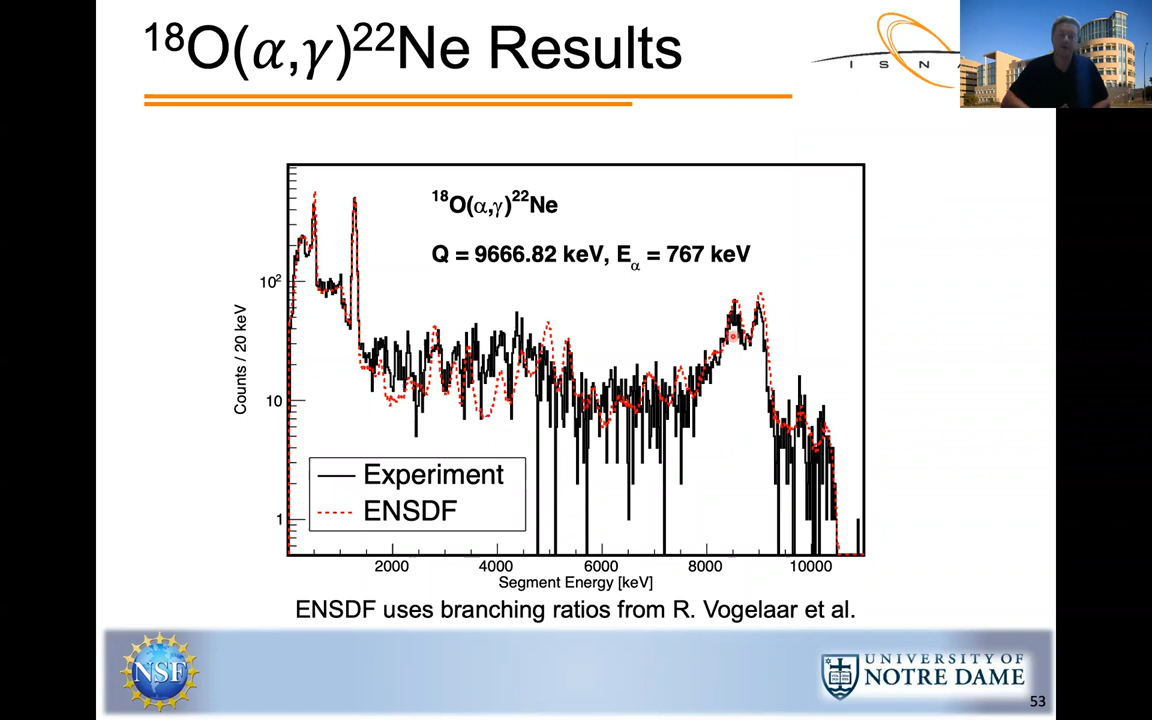 ¹⁸O(α,γ)²²Ne Results
I S N
¹⁸O(α,γ)²²Ne
Q = 9666.82 keV, Eα = 767 keV
10²
10
1
Counts / 20 keV
Experiment
ENSDF
2000 4000 6000 8000 10000
Segment Energy [keV]
ENSDF uses branching ratios from R. Vogelaar et al.
NSF
UNIVERSITY OF
NOTRE DAME
53